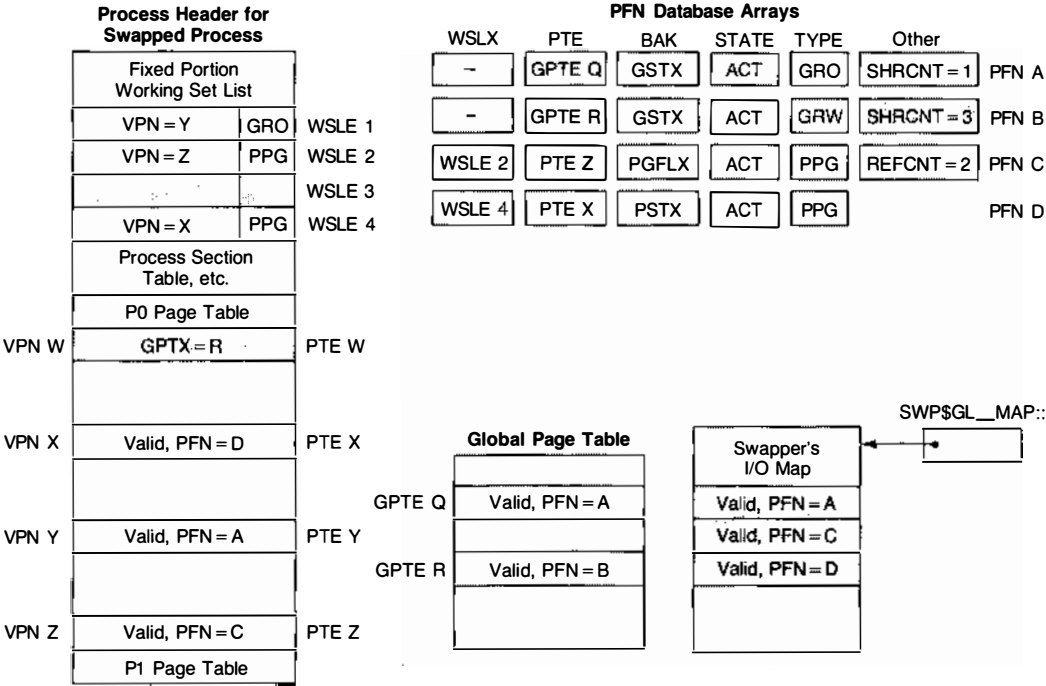 Process Header for
Swapped Process
Fixed Portion
Working Set List
VPN = Y GRO WSLE 1
VPN = Z PPG WSLE 2
WSLE 3
VPN = X PPG WSLE 4
Process Section
Table, etc.
P0 Page Table
VPN W GPTX = R PTE W
VPN X Valid, PFN = D PTE X
VPN Y Valid, PFN = A PTE Y
VPN Z Valid, PFN = C PTE Z
P1 Page Table
PFN Database Arrays
WSLX PTE BAK STATE TYPE Other
– GPTE Q GSTX ACT GRO SHRCNT = 1 PFN A
– GPTE R GSTX ACT GRW SHRCNT = 3 PFN B
WSLE 2 PTE Z PGFLX ACT PPG REFCNT = 2 PFN C
WSLE 4 PTE X PSTX ACT PPG PFN D
Global Page Table
GPTE Q Valid, PFN = A
GPTE R Valid, PFN = B
SWP$GL__MAP::
Swapper's
I/O Map
Valid, PFN = A
Valid, PFN = C
Valid, PFN = D